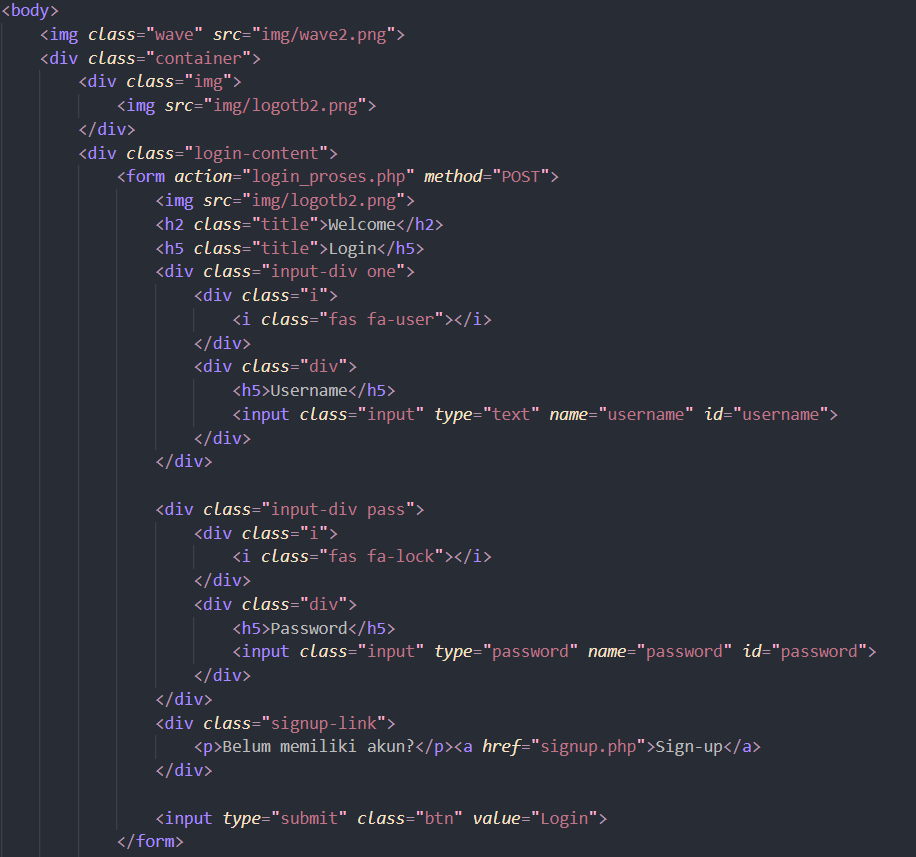 <body>
<img class="wave" src="img/wave2.png">
<div class="container">
<div class="img">
<img src="img/logotb2.png">
</div>
<div class="login-content">
<form action="login_proses.php" method="POST">
<img src="img/logotb2.png">
<h2 class="title">Welcome</h2>
<h5 class="title">Login</h5>
<div class="input-div one">
<div class="i">
<i class="fas fa-user"></i>
</div>
<div class="div">
<h5>Username</h5>
<input class="input" type="text" name="username" id="username">
</div>
</div>
<div class="input-div pass">
<div class="i">
<i class="fas fa-lock"></i>
</div>
<div class="div">
<h5>Password</h5>
<input class="input" type="password" name="password" id="password">
</div>
</div>
<div class="signup-link">
<p>Belum memiliki akun?</p><a href="signup.php">Sign-up</a>
</div>
<input type="submit" class="btn" value="Login">
</form>